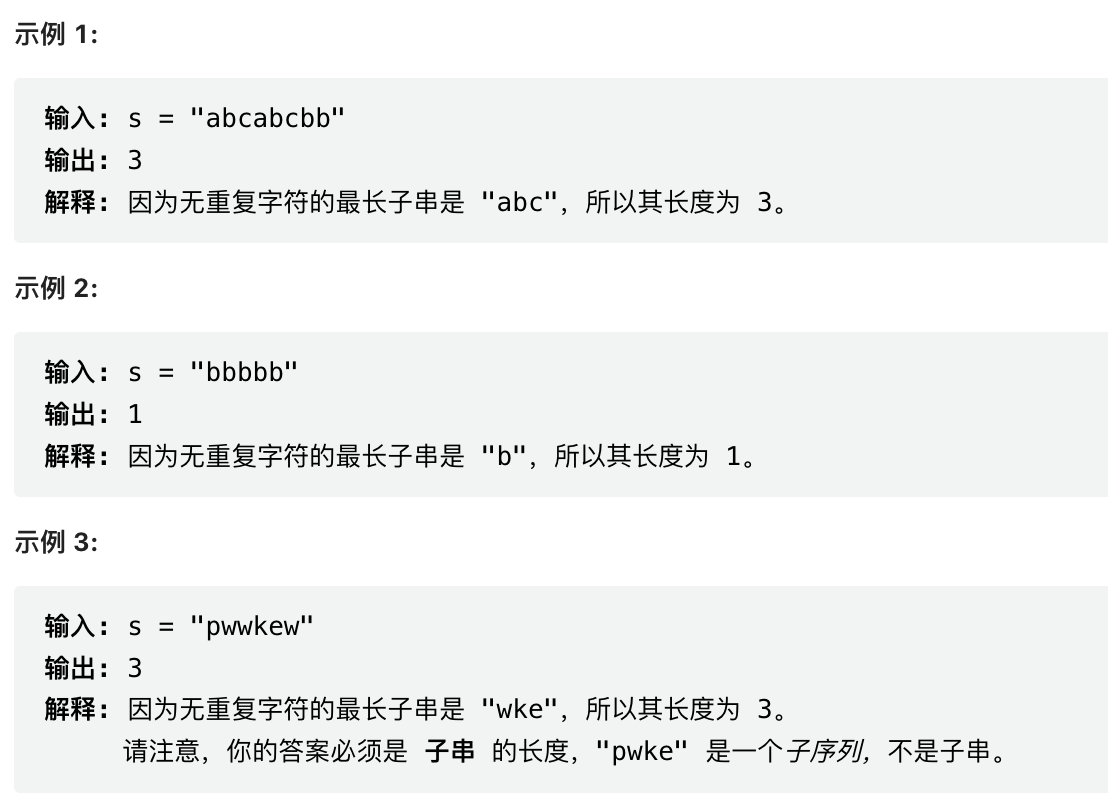 示例 1:
输入: s = "abcabcbb"
输出: 3
解释: 因为无重复字符的最长子串是 "abc"，所以其长度为 3。
示例 2:
输入: s = "bbbbb"
输出: 1
解释: 因为无重复字符的最长子串是 "b"，所以其长度为 1。
示例 3:
输入: s = "pwwkew"
输出: 3
解释: 因为无重复字符的最长子串是 "wke"，所以其长度为 3。
请注意，你的答案必须是 子串 的长度，"pwke" 是一个子序列，不是子串。